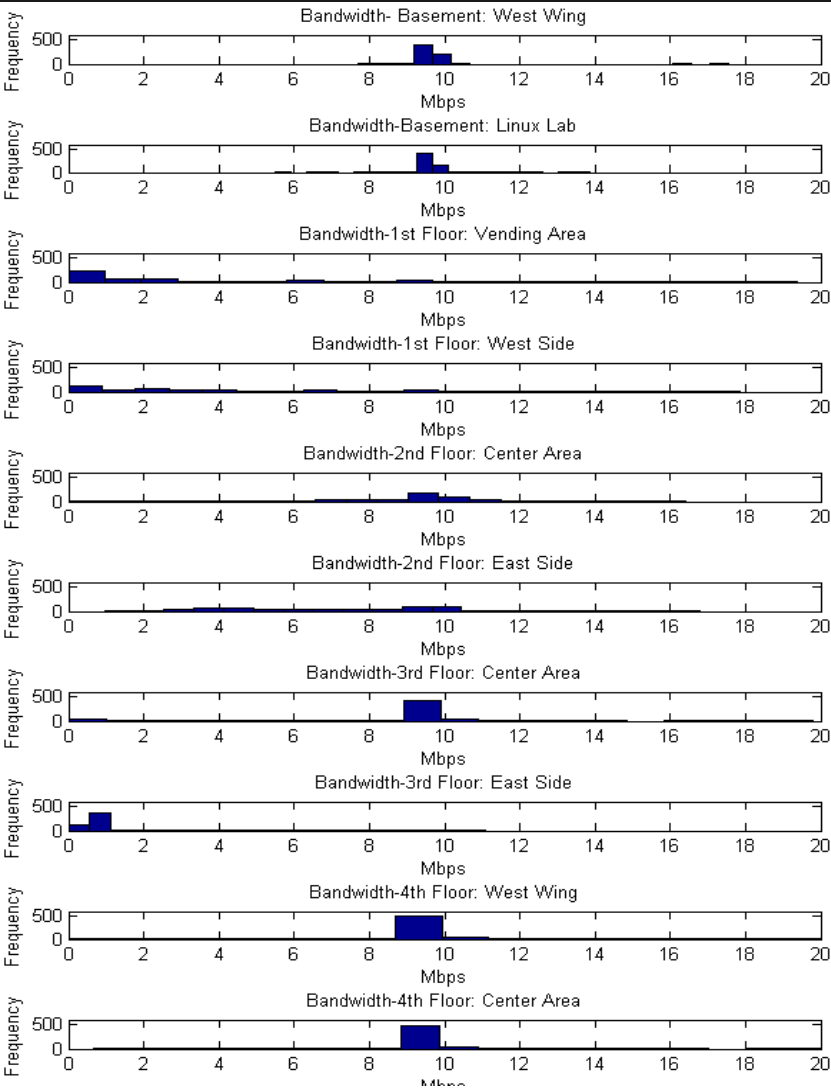 Bandwidth- Basement: West Wing
Frequency
500
0
0 2 4 6 8 10 12 14 16 18 20
Mbps
Bandwidth-Basement: Linux Lab
Frequency
500
0
0 2 4 6 8 10 12 14 16 18 20
Mbps
Bandwidth-1st Floor: Vending Area
Frequency
500
0
0 2 4 6 8 10 12 14 16 18 20
Mbps
Bandwidth-1st Floor: West Side
Frequency
500
0
0 2 4 6 8 10 12 14 16 18 20
Mbps
Bandwidth-2nd Floor: Center Area
Frequency
500
0
0 2 4 6 8 10 12 14 16 18 20
Mbps
Bandwidth-2nd Floor: East Side
Frequency
500
0
0 2 4 6 8 10 12 14 16 18 20
Mbps
Bandwidth-3rd Floor: Center Area
Frequency
500
0
0 2 4 6 8 10 12 14 16 18 20
Mbps
Bandwidth-3rd Floor: East Side
Frequency
500
0
0 2 4 6 8 10 12 14 16 18 20
Mbps
Bandwidth-4th Floor: West Wing
Frequency
500
0
0 2 4 6 8 10 12 14 16 18 20
Mbps
Bandwidth-4th Floor: Center Area
Frequency
500
0
0 2 4 6 8 10 12 14 16 18 20
Mbps